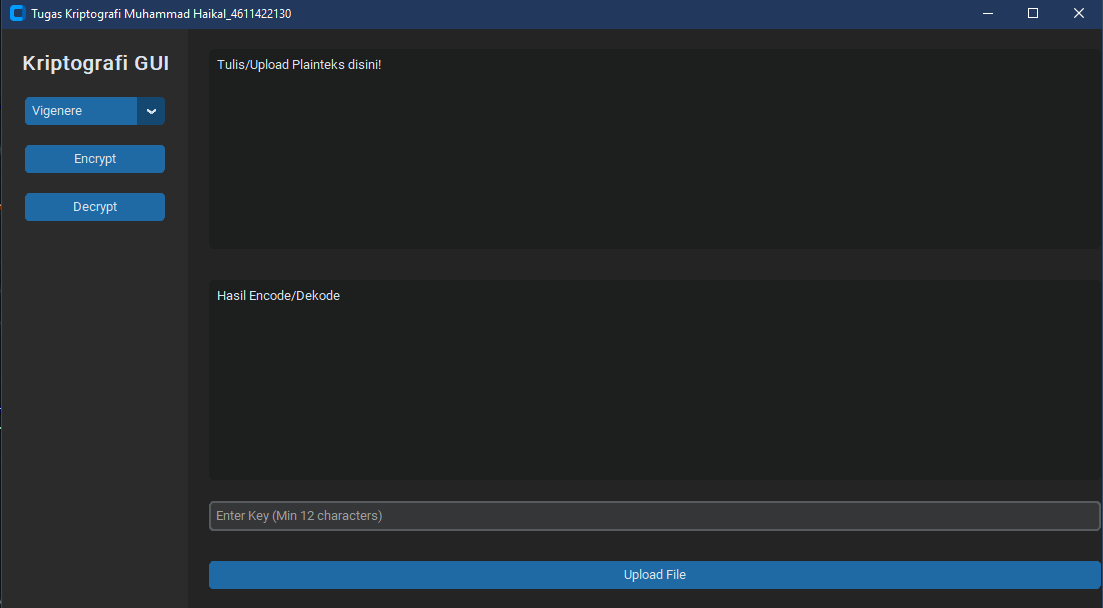 Tugas Kriptografi Muhammad Haikal_4611422130
Kriptografi GUI
Vigenere
Encrypt
Decrypt
Tulis/Upload Plainteks disini!
Hasil Encode/Dekode
Enter Key (Min 12 characters)
Upload File